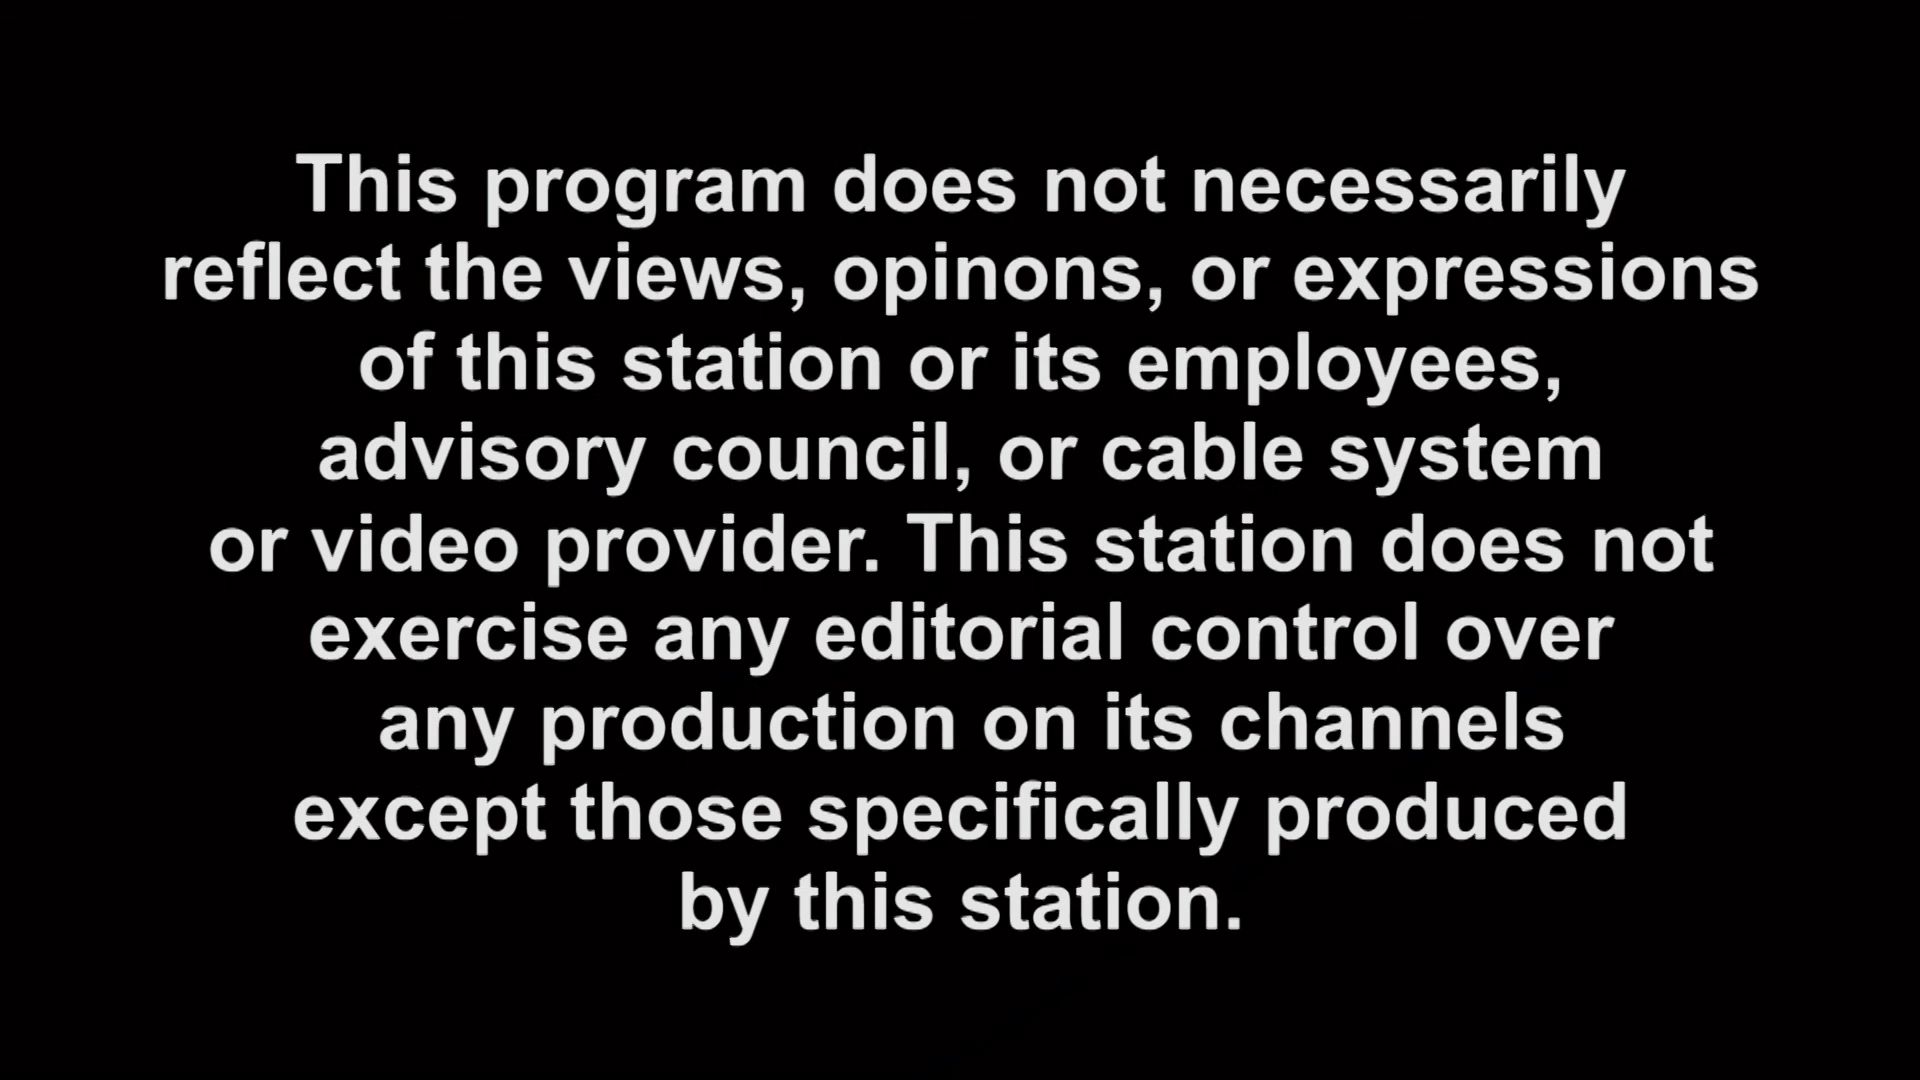 This program does not necessarily
reflect the views, opinons, or expressions
of this station or its employees,
advisory council, or cable system
or video provider. This station does not
exercise any editorial control over
any production on its channels
except those specifically produced
by this station.